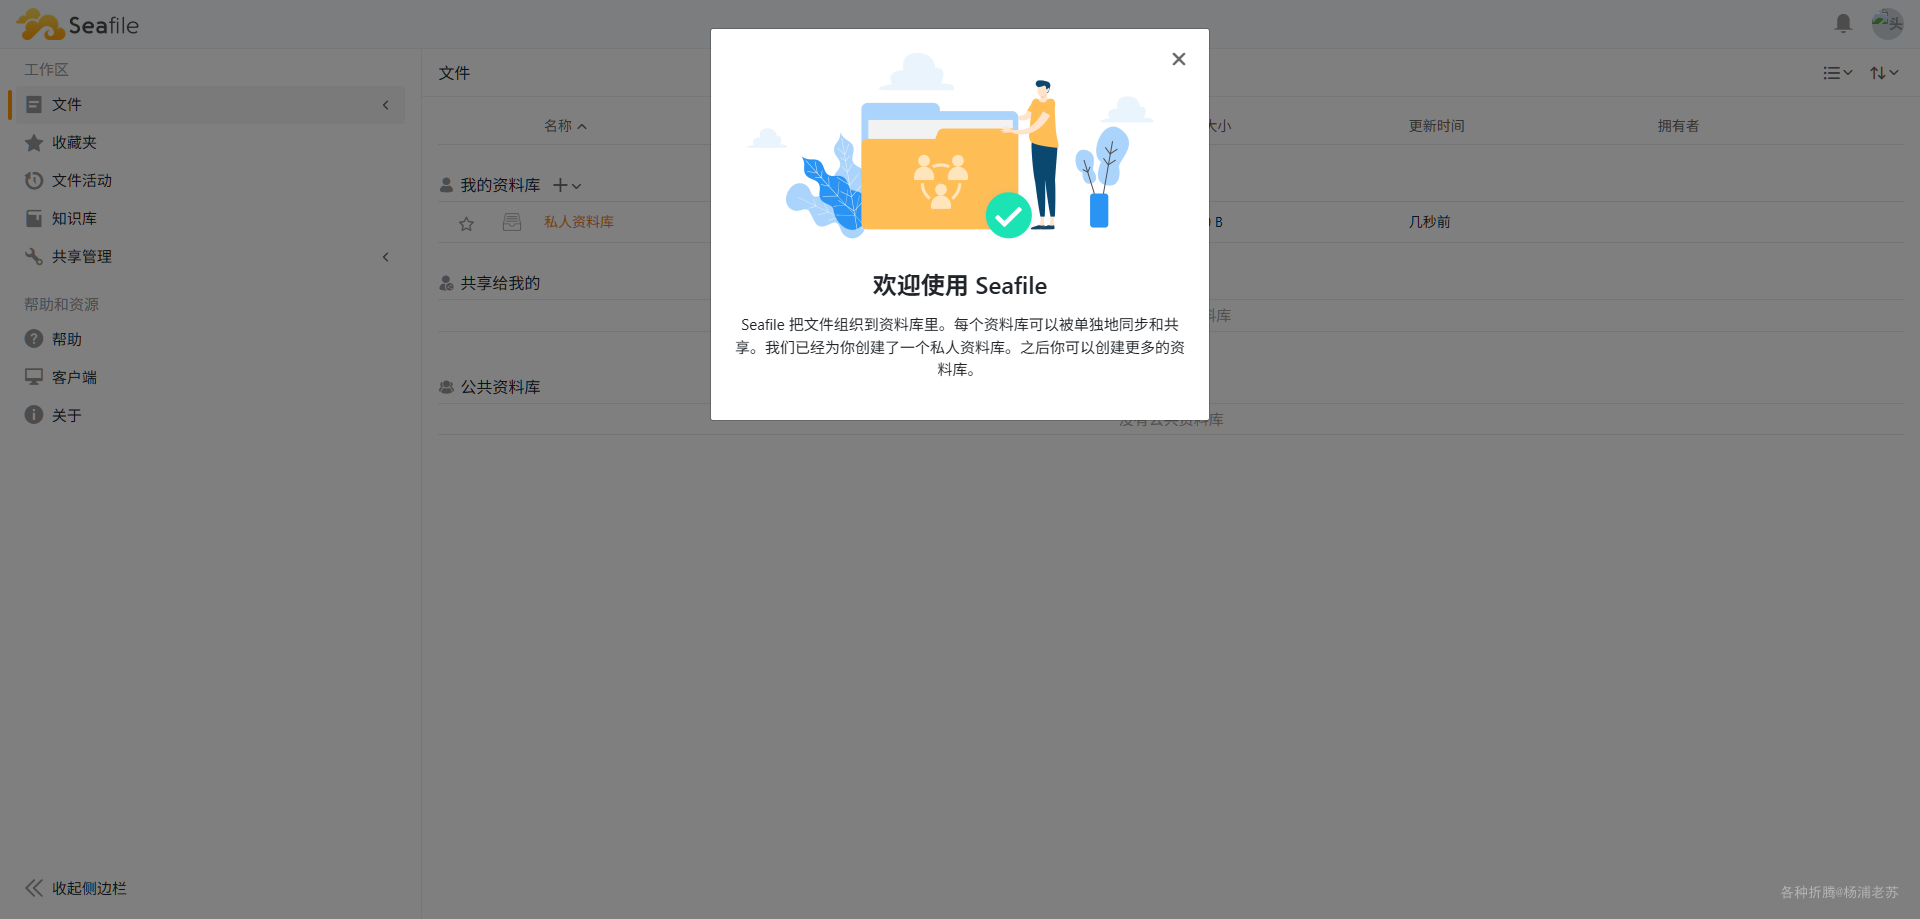 Seafile
头
工作区
文件
收藏夹
文件活动
知识库
共享管理
帮助和资源
帮助
客户端
关于
收起侧边栏
文件
名称
大小
更新时间
拥有者
我的资料库
私人资料库
0 B
几秒前
共享给我的
料库
公共资料库
没有公共资料库
欢迎使用 Seafile
Seafile 把文件组织到资料库里。每个资料库可以被单独地同步和共
享。我们已经为你创建了一个私人资料库。之后你可以创建更多的资
料库。
各种折腾@杨浦老苏